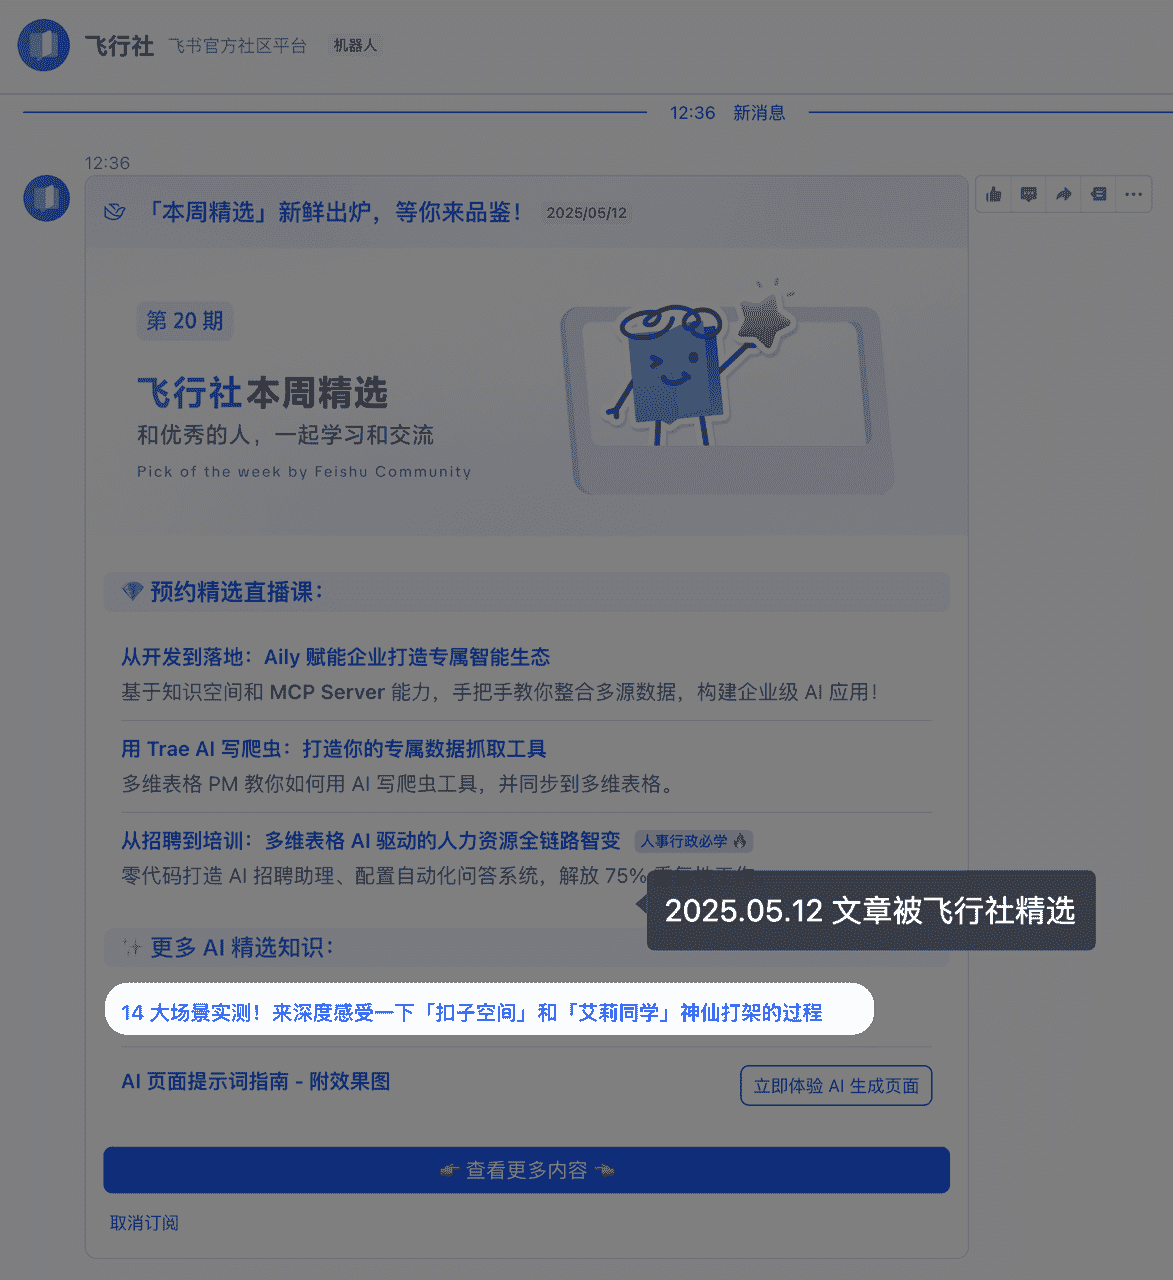 飞行社 飞书官方社区平台 机器人
12:36 新消息
12:36
「本周精选」新鲜出炉，等你来品鉴！ 2025/05/12
第 20 期
飞行社本周精选
和优秀的人，一起学习和交流
Pick of the week by Feishu Community
预约精选直播课：
从开发到落地：Aily 赋能企业打造专属智能生态
基于知识空间和 MCP Server 能力，手把手教你整合多源数据，构建企业级 AI 应用！
用 Trae AI 写爬虫：打造你的专属数据抓取工具
多维表格 PM 教你如何用 AI 写爬虫工具，并同步到多维表格。
从招聘到培训：多维表格 AI 驱动的人力资源全链路智变 人事行政必学
零代码打造 AI 招聘助理、配置自动化问答系统，解放 75%
2025.05.12 文章被飞行社精选
更多 AI 精选知识：
14 大场景实测！来深度感受一下「扣子空间」和「艾莉同学」神仙打架的过程
AI 页面提示词指南 - 附效果图
立即体验 AI 生成页面
查看更多内容
取消订阅